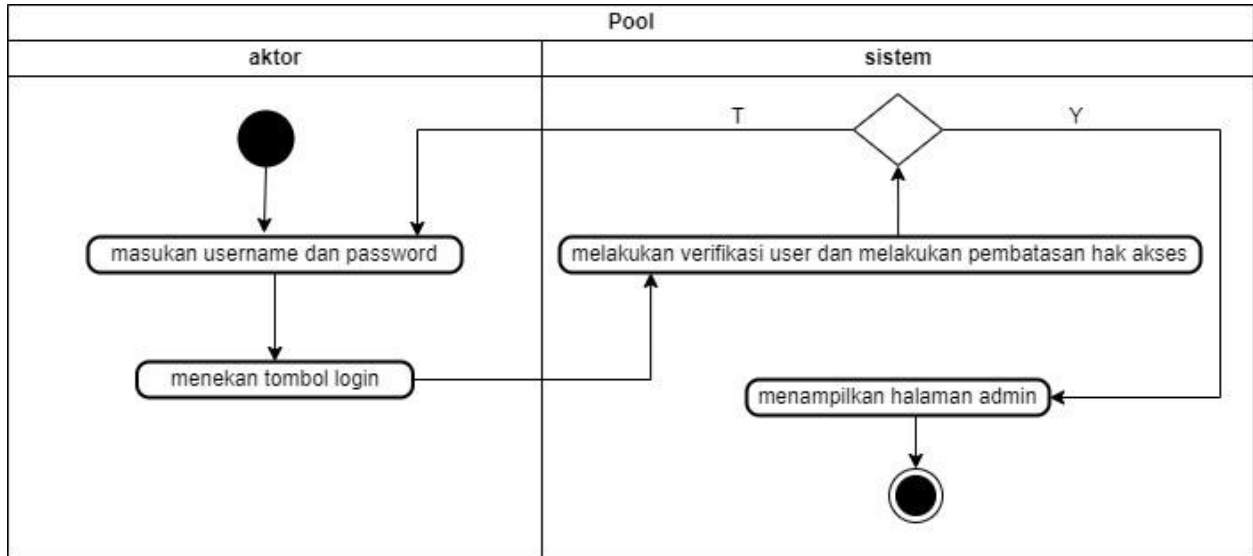 Pool
aktor
sistem
T
Y
masukan username dan password
melakukan verifikasi user dan melakukan pembatasan hak akses
menekan tombol login
menampilkan halaman admin